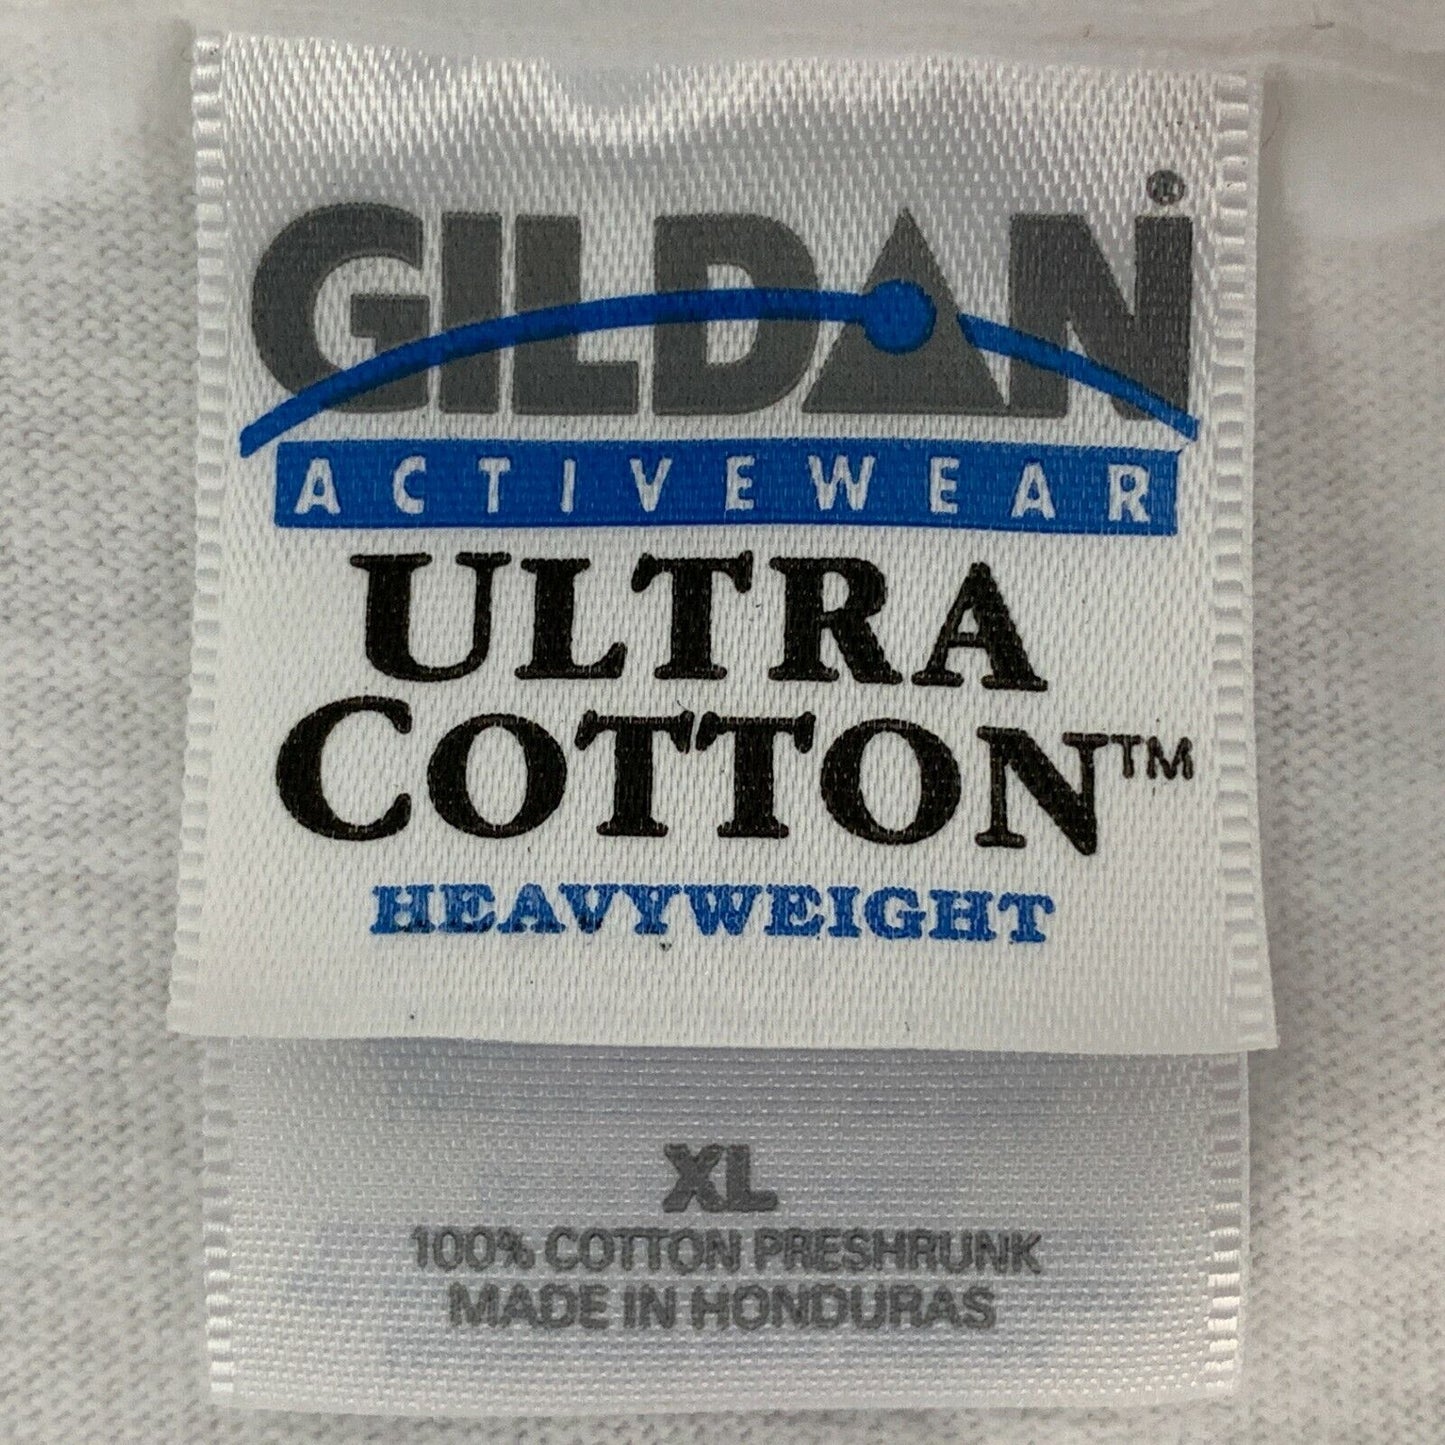 GILDAN®
ACTIVEWEAR
ULTRA
COTTON™
HEAVYWEIGHT
XL
100% COTTON PRESHRUNK
MADE IN HONDURAS